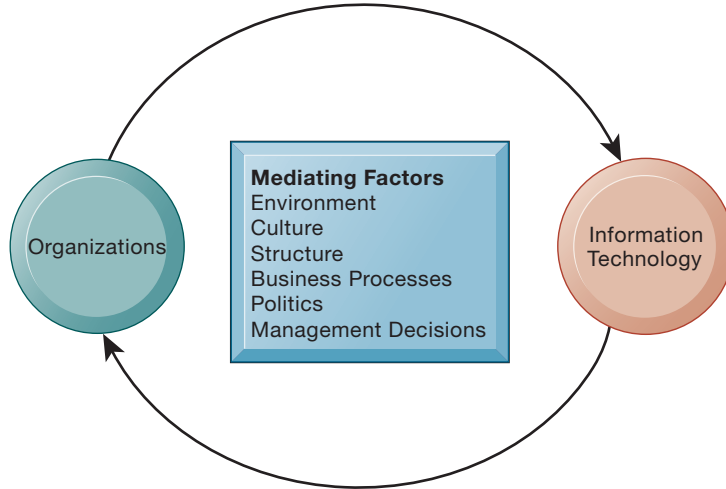 Organizations
Mediating Factors
Environment
Culture
Structure
Business Processes
Politics
Management Decisions
Information
Technology